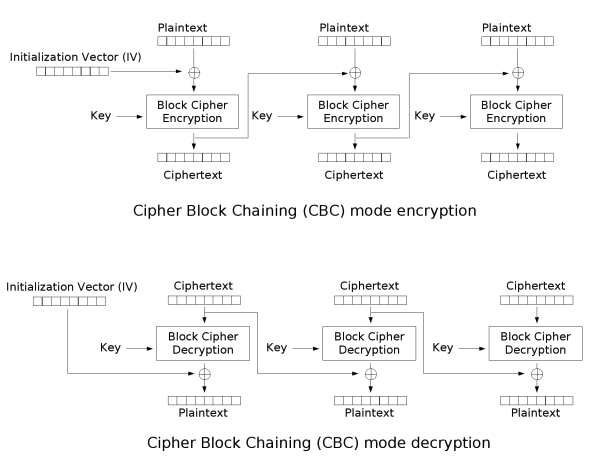 Plaintext
Plaintext
Plaintext
Initialization Vector (IV)
Key
Block Cipher
Encryption
Key
Block Cipher
Encryption
Key
Block Cipher
Encryption
Ciphertext
Ciphertext
Ciphertext
Cipher Block Chaining (CBC) mode encryption
Initialization Vector (IV)
Ciphertext
Ciphertext
Ciphertext
Key
Block Cipher
Decryption
Key
Block Cipher
Decryption
Key
Block Cipher
Decryption
Plaintext
Plaintext
Plaintext
Cipher Block Chaining (CBC) mode decryption